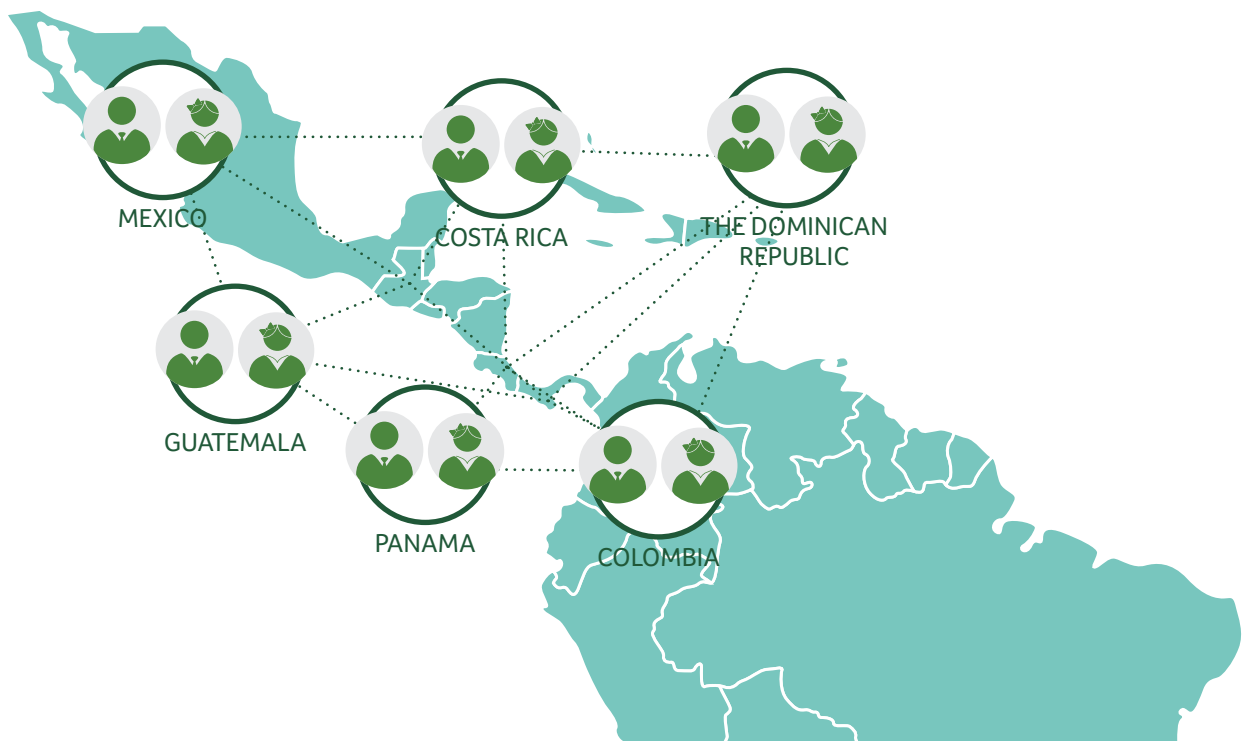 MEXICO
COSTA RICA
THE DOMINICAN
REPUBLIC
GUATEMALA
PANAMA
COLOMBIA